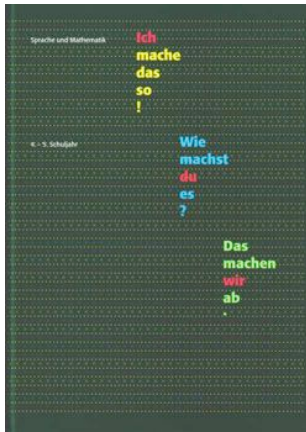 Sprache und Mathematik
Ich
mache
das
so
!
4. – 5. Schuljahr
Wie
machst
du
es
?
Das
machen
wir
ab
.